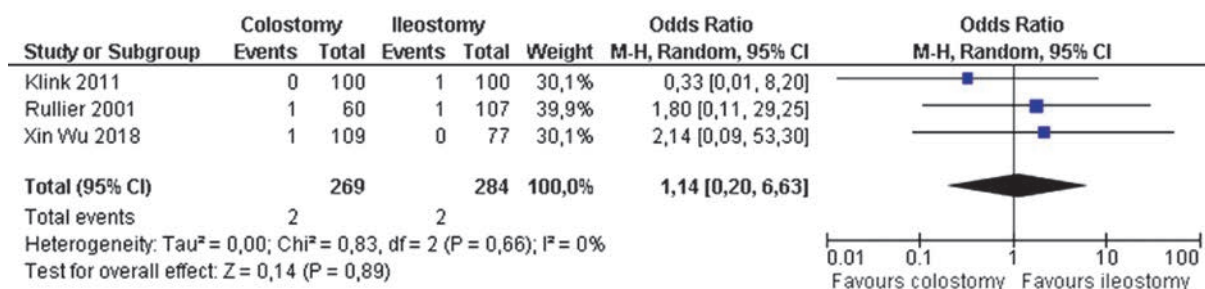 Colostomy Ileostomy Odds Ratio Odds Ratio
Study or Subgroup Events Total Events Total Weight M-H, Random, 95% CI M-H, Random, 95% CI
Klink 2011 0 100 1 100 30,1% 0,33 [0,01, 8,20]
Rullier 2001 1 60 1 107 39,9% 1,80 [0,11, 29,25]
Xin Wu 2018 1 109 0 77 30,1% 2,14 [0,09, 53,30]
Total (95% CI) 269 284 100,0% 1,14 [0,20, 6,63]
Total events 2 2
Heterogeneity: Tau² = 0,00; Chi² = 0,83, df = 2 (P = 0,66); I² = 0%
Test for overall effect: Z = 0,14 (P = 0,89)
0.01 0.1 1 10 100
Favours colostomy Favours ileostomy